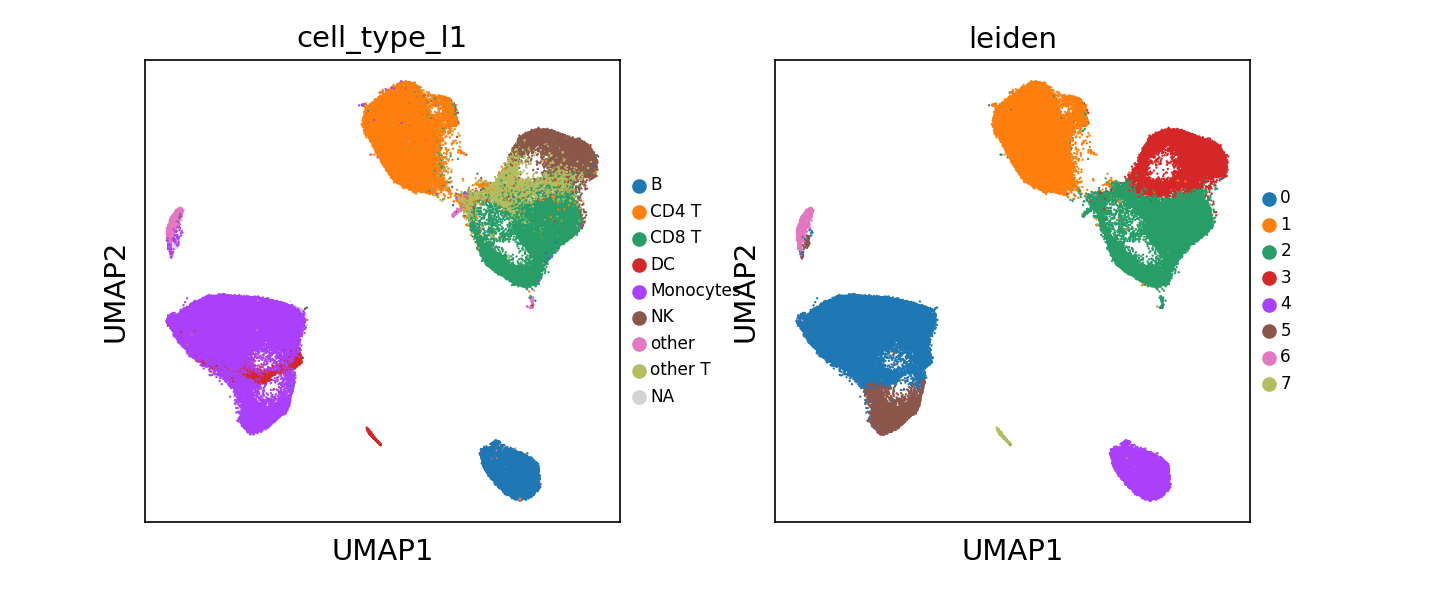 cell_type_l1
UMAP2
UMAP1
B
CD4 T
CD8 T
DC
Monocytes
NK
other
other T
NA
leiden
UMAP2
UMAP1
0
1
2
3
4
5
6
7